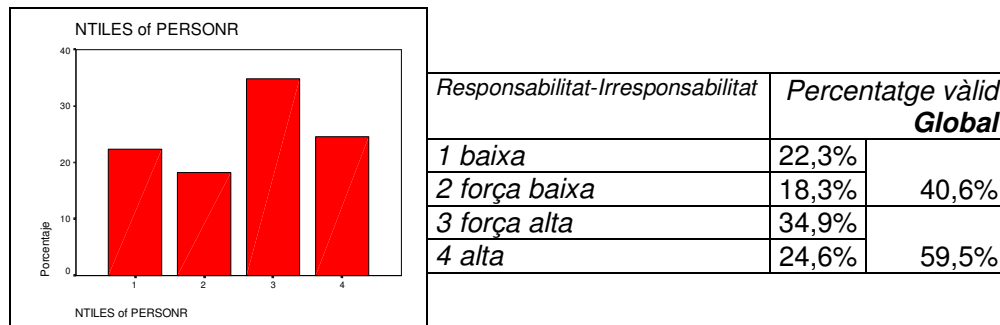 NTILES of PERSONR
40
30
20
10
0
Porcentaje
1 2 3 4
NTILES of PERSONR
Responsabilitat-Irresponsabilitat Percentatge vàlid
Global
1 baixa 22,3%
2 força baixa 18,3% 40,6%
3 força alta 34,9%
4 alta 24,6% 59,5%